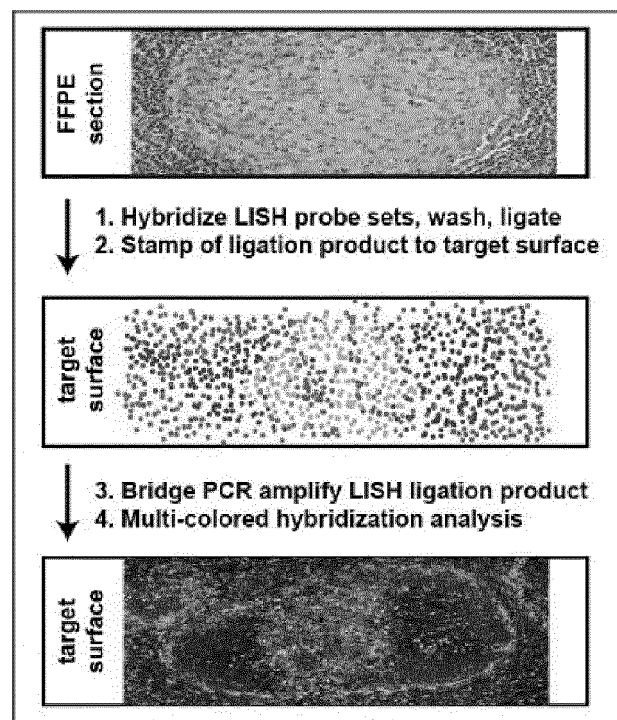 FFPE
section
1. Hybridize LISH probe sets, wash, ligate
2. Stamp of ligation product to target surface
target
surface
3. Bridge PCR amplify LISH ligation product
4. Multi-colored hybridization analysis
target
surface